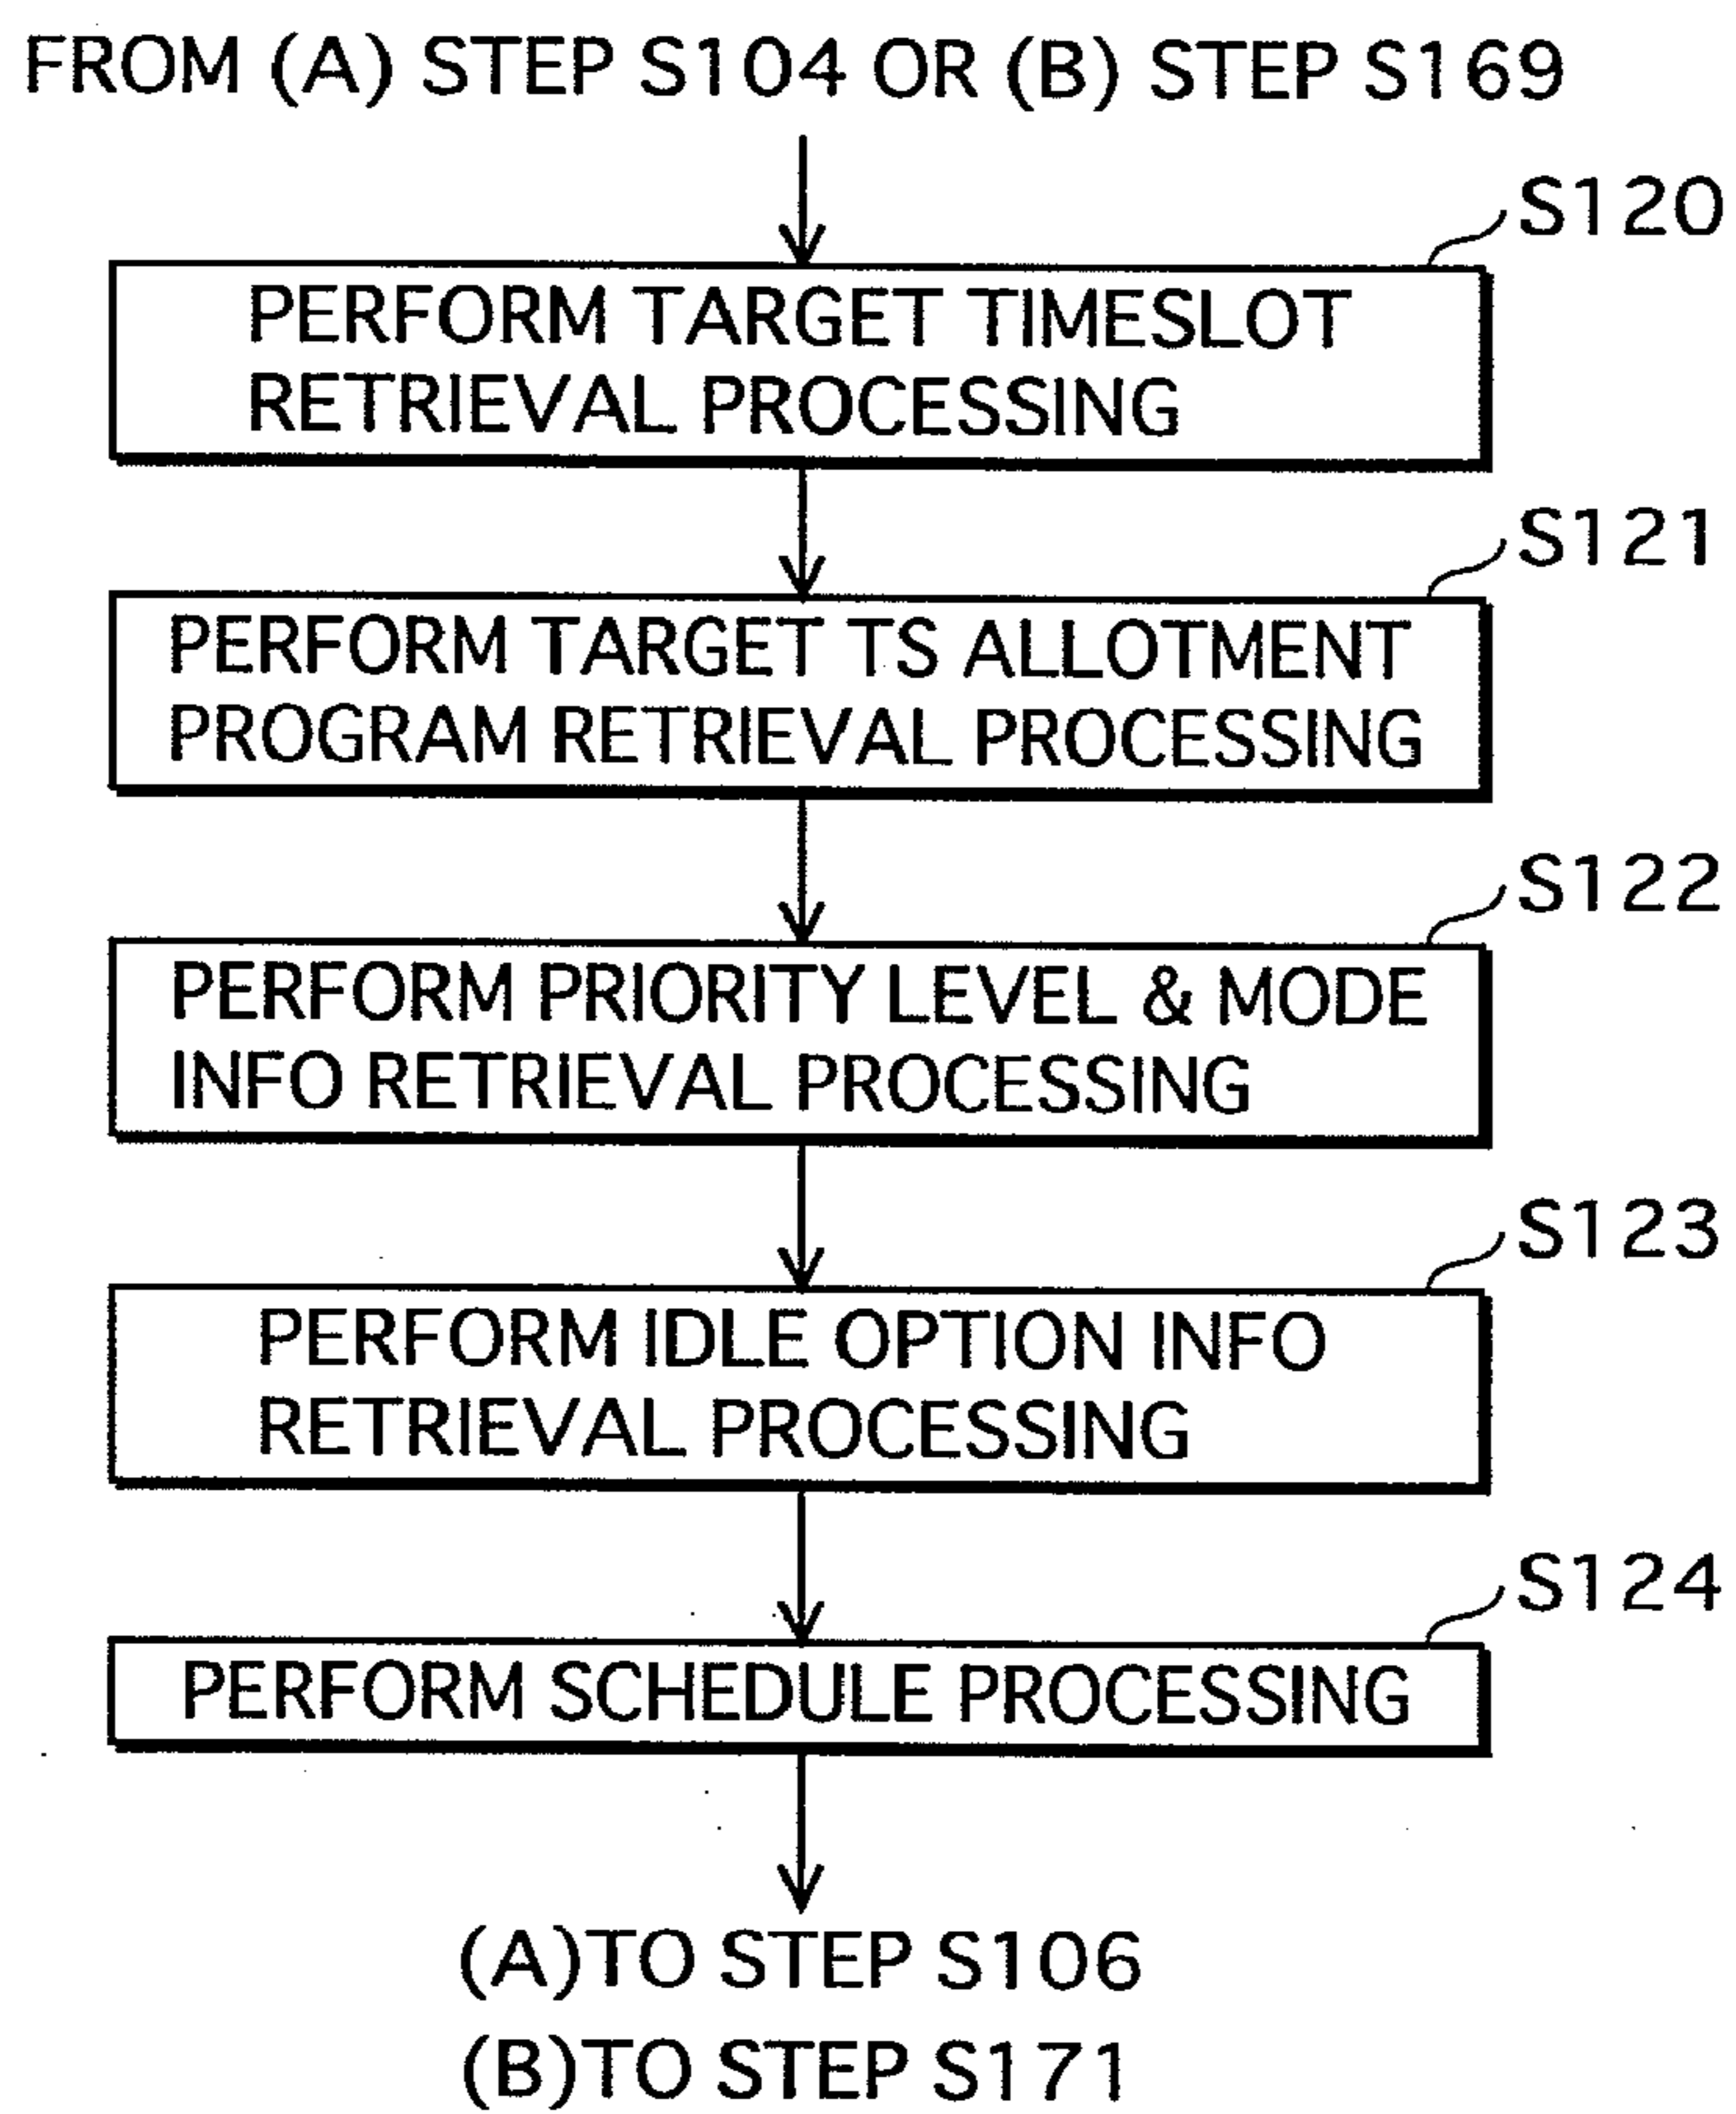 FROM (A) STEP S104 OR (B) STEP S169
S120
PERFORM TARGET TIMESLOT
RETRIEVAL PROCESSING
S121
PERFORM TARGET TS ALLOTMENT
PROGRAM RETRIEVAL PROCESSING
S122
PERFORM PRIORITY LEVEL & MODE
INFO RETRIEVAL PROCESSING
S123
PERFORM IDLE OPTION INFO
RETRIEVAL PROCESSING
S124
PERFORM SCHEDULE PROCESSING
(A)TO STEP S106
(B)TO STEP S171